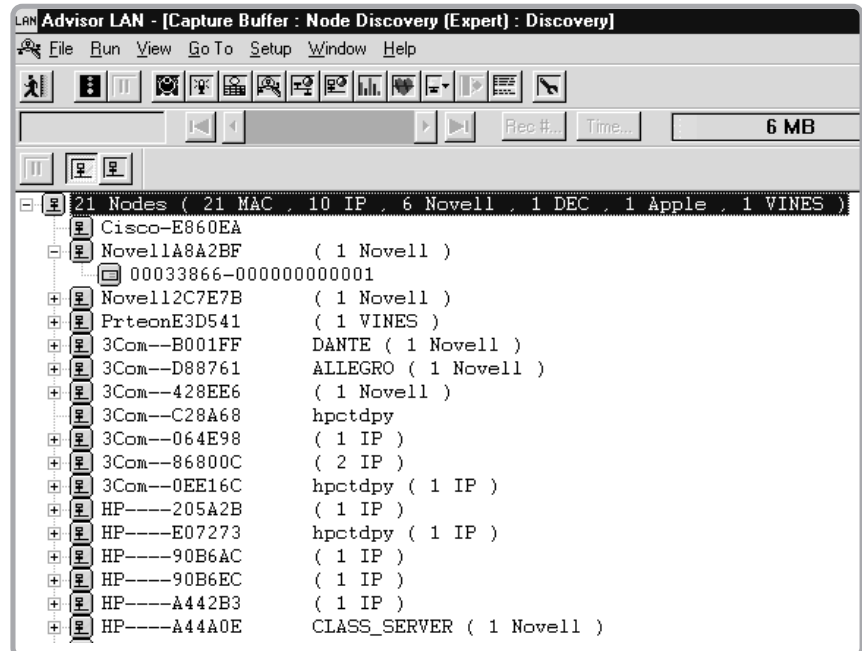 LAN Advisor LAN - [Capture Buffer : Node Discovery (Expert) : Discovery]
File Run View Go To Setup Window Help
Rec #... Time... 6 MB
21 Nodes ( 21 MAC , 10 IP , 6 Novell , 1 DEC , 1 Apple , 1 VINES )
Cisco-E860EA
NovellA8A2BF ( 1 Novell )
00033866-000000000001
Novell2C7E7B ( 1 Novell )
PrteonE3D541 ( 1 VINES )
3Com--B001FF DANTE ( 1 Novell )
3Com--D88761 ALLEGRO ( 1 Novell )
3Com--428EE6 ( 1 Novell )
3Com--C28A68 hpctdpy
3Com--064E98 ( 1 IP )
3Com--86800C ( 2 IP )
3Com--0EE16C hpctdpy ( 1 IP )
HP----205A2B ( 1 IP )
HP----E07273 hpctdpy ( 1 IP )
HP----90B6AC ( 1 IP )
HP----90B6EC ( 1 IP )
HP----A442B3 ( 1 IP )
HP----A44A0E CLASS_SERVER ( 1 Novell )